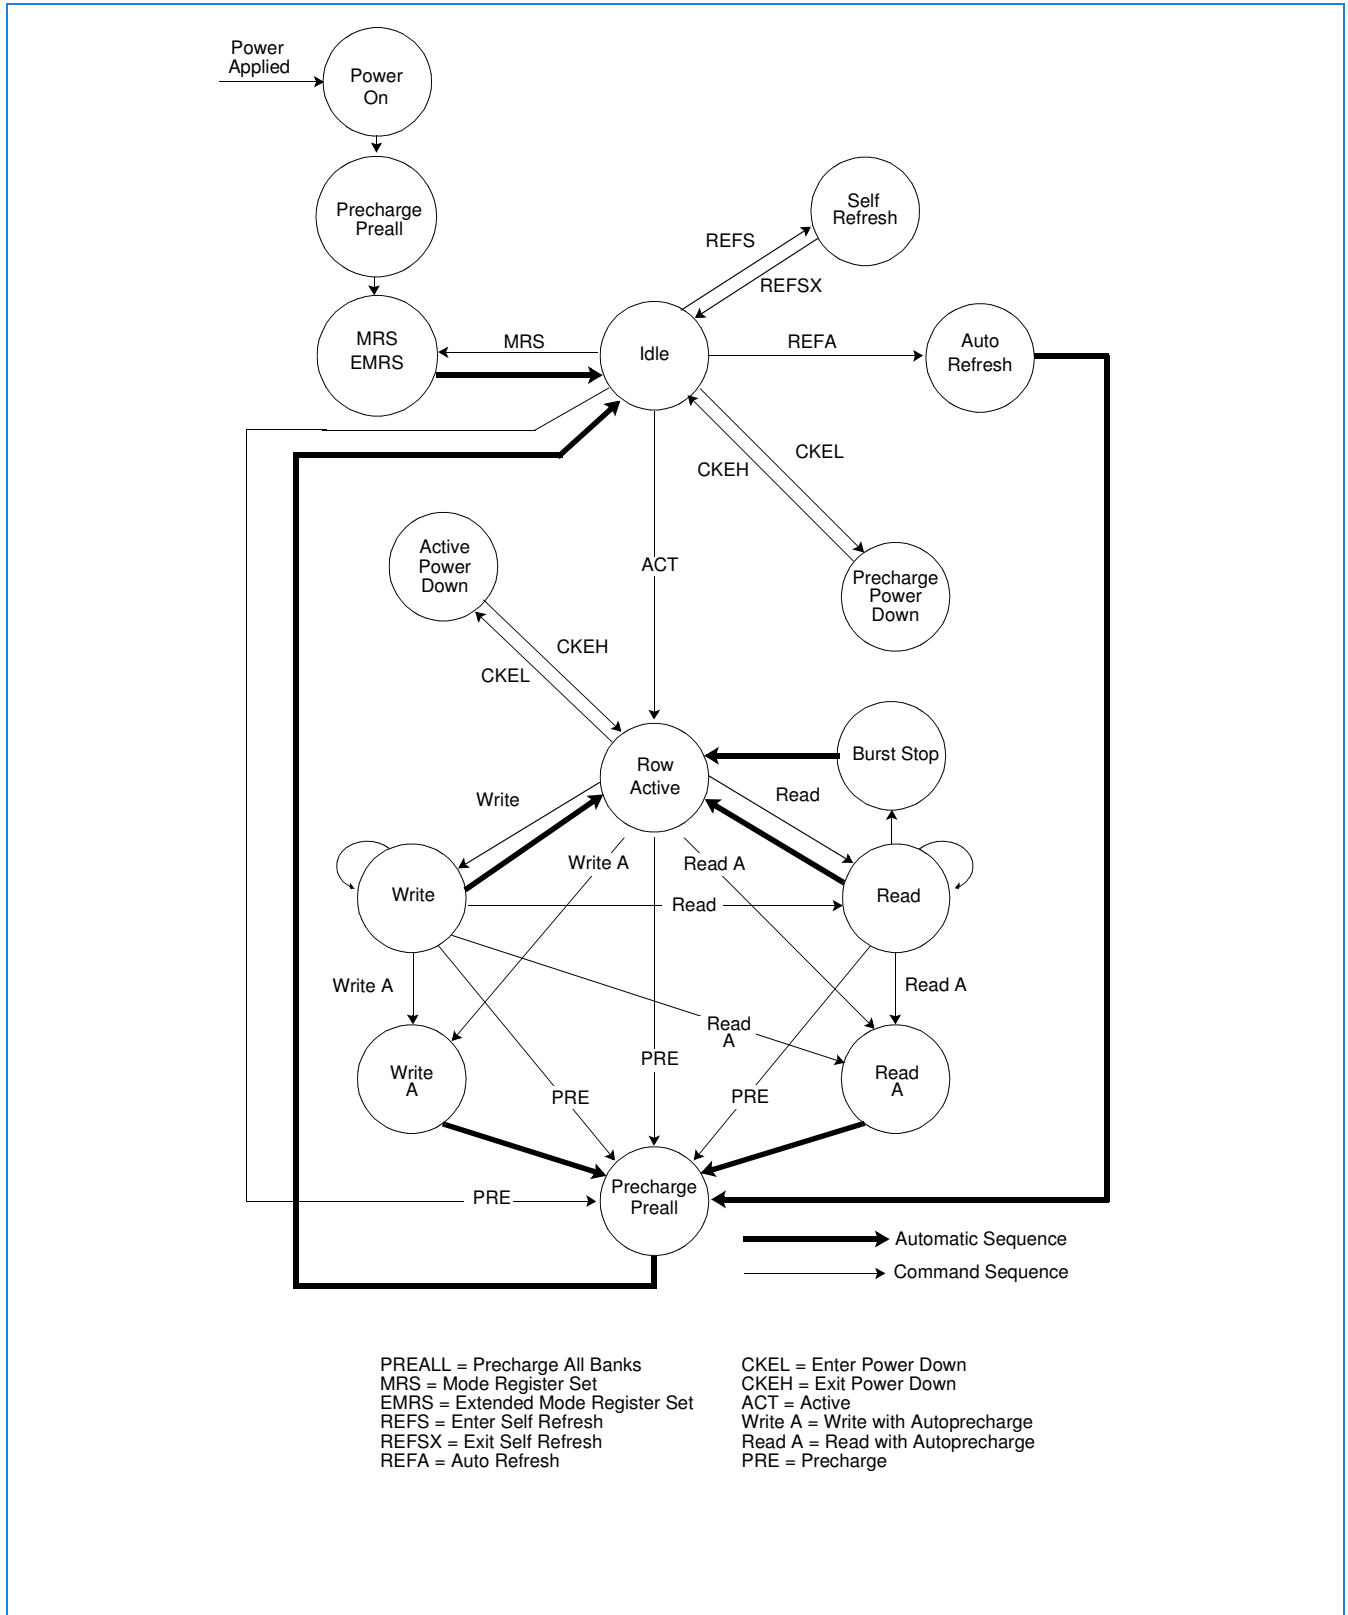 Power
Applied
Power
On
Precharge
Preall
Self
Refresh
REFS
REFSX
MRS
EMRS
MRS
Idle
REFA
Auto
Refresh
CKEL
CKEH
Active
Power
Down
ACT
Precharge
Power
Down
CKEH
CKEL
Row
Active
Burst Stop
Write
Read
Write A
Read A
Write
Read
Read
Write A
Read A
Read
A
Write
A
PRE
PRE
PRE
Read
A
Precharge
Preall
PRE
Automatic Sequence
Command Sequence
PREALL = Precharge All Banks
MRS = Mode Register Set
EMRS = Extended Mode Register Set
REFS = Enter Self Refresh
REFSX = Exit Self Refresh
REFA = Auto Refresh
CKEL = Enter Power Down
CKEH = Exit Power Down
ACT = Active
Write A = Write with Autoprecharge
Read A = Read with Autoprecharge
PRE = Precharge